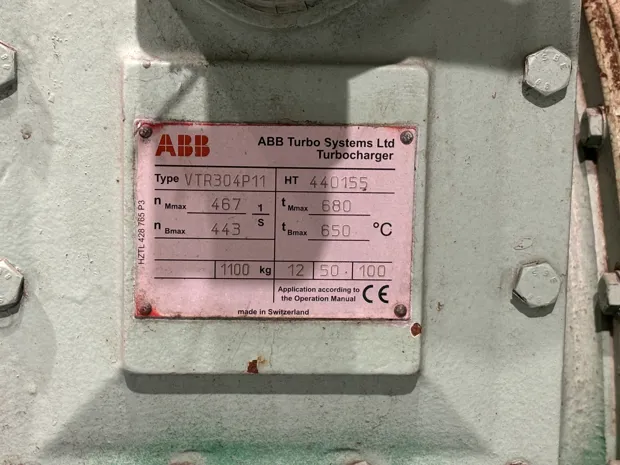 ABB
ABB Turbo Systems Ltd
Turbocharger
Type VTR304P11 HT 440155
n Mmax 467 1/s t Mmax 680
n Bmax 443 t Bmax 650 °C
1100 kg 12 50 100
Application according to
the Operation Manual CE
made in Switzerland
HZTL 428 765 P3